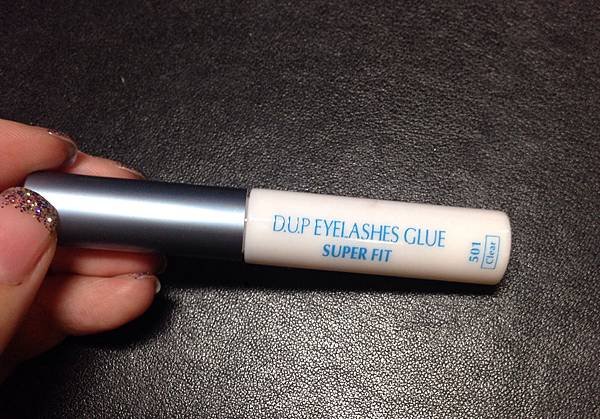 D.U.P EYELASHES GLUE
SUPER FIT
501
Clear